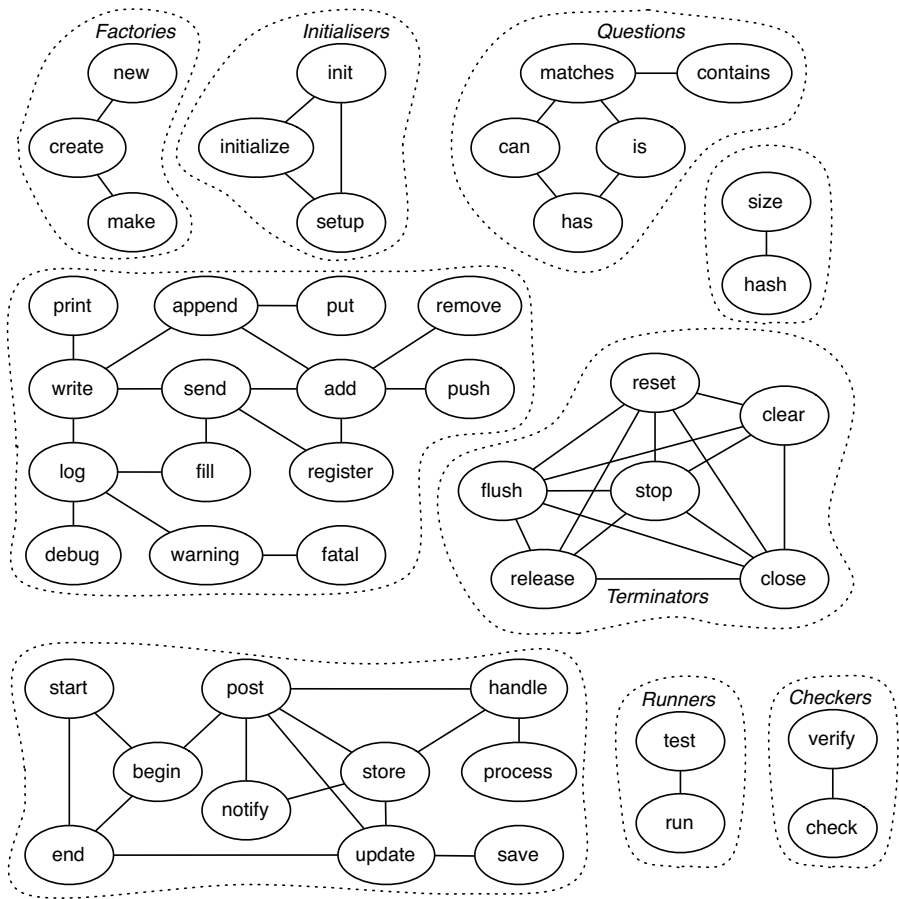 Factories
new
create
make
Initialisers
init
initialize
setup
Questions
matches
contains
can
is
has
size
hash
print
append
put
remove
write
send
add
push
log
fill
register
debug
warning
fatal
reset
clear
flush
stop
release
close
Terminators
start
post
handle
begin
store
process
notify
end
update
save
Runners
test
run
Checkers
verify
check